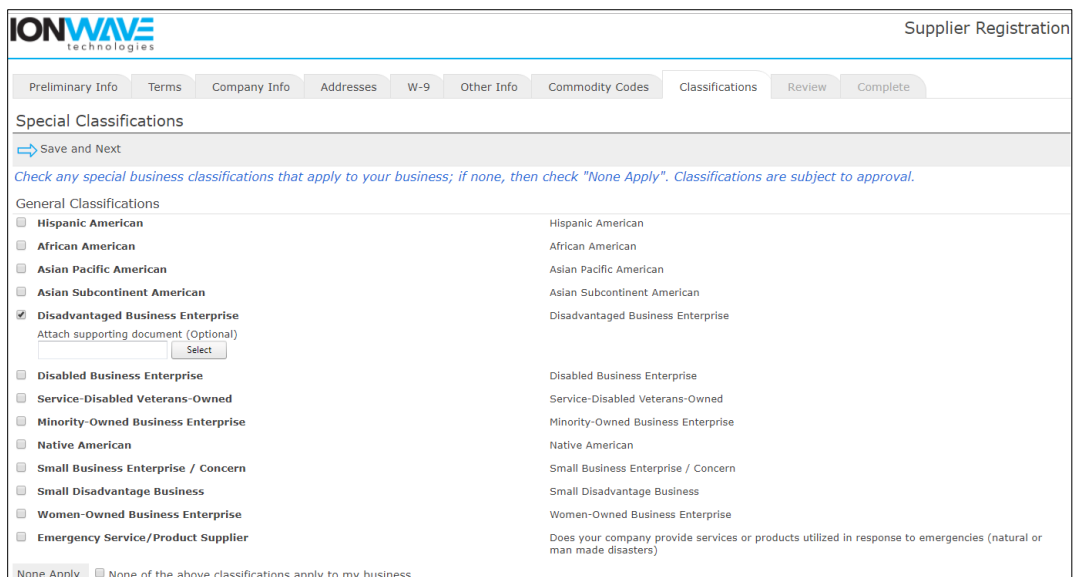 IONWAVE
technologies
Supplier Registration
Preliminary Info Terms Company Info Addresses W-9 Other Info Commodity Codes Classifications Review Complete
Special Classifications
Save and Next
Check any special business classifications that apply to your business; if none, then check "None Apply". Classifications are subject to approval.
General Classifications
Hispanic American Hispanic American
African American African American
Asian Pacific American Asian Pacific American
Asian Subcontinent American Asian Subcontinent American
Disadvantaged Business Enterprise Disadvantaged Business Enterprise
Attach supporting document (Optional)
Select
Disabled Business Enterprise Disabled Business Enterprise
Service-Disabled Veterans-Owned Service-Disabled Veterans-Owned
Minority-Owned Business Enterprise Minority-Owned Business Enterprise
Native American Native American
Small Business Enterprise / Concern Small Business Enterprise / Concern
Small Disadvantage Business Small Disadvantage Business
Women-Owned Business Enterprise Women-Owned Business Enterprise
Emergency Service/Product Supplier Does your company provide services or products utilized in response to emergencies (natural or
man made disasters)
None Apply None of the above classifications apply to my business